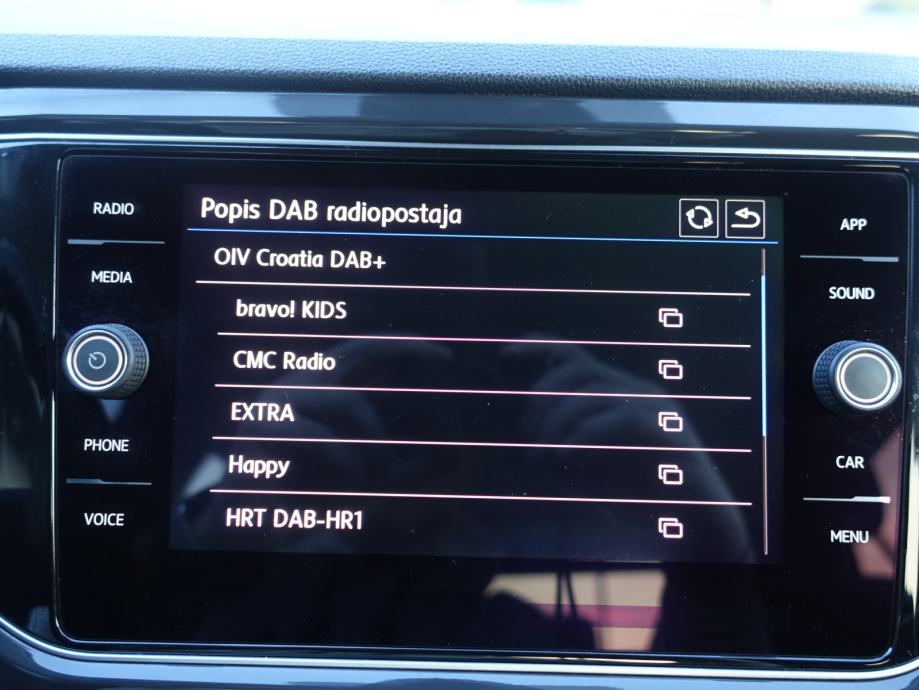 RADIO
MEDIA
PHONE
VOICE
Popis DAB radiopostaja
OIV Croatia DAB+
bravo! KIDS
CMC Radio
EXTRA
Happy
HRT DAB-HR1
APP
SOUND
CAR
MENU